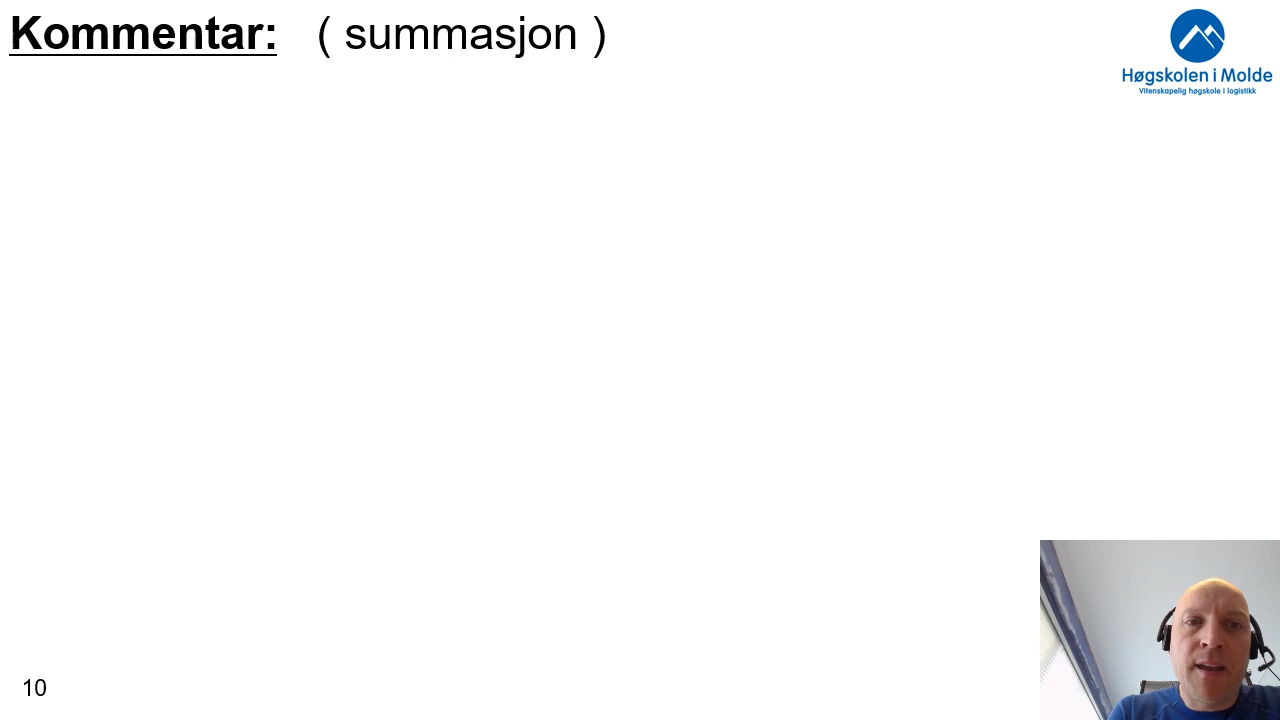 Kommentar: ( summasjon )
Høgskolen i Molde
Vitenskapelig høgskole i logistikk
10